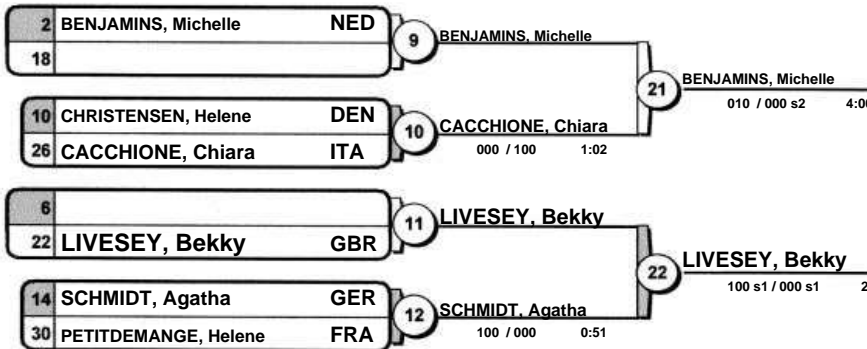 2 BENJAMINS, Michelle NED
18
9 BENJAMINS, Michelle
10 CHRISTENSEN, Helene DEN
26 CACCHIONE, Chiara ITA
10 CACCHIONE, Chiara
000 / 100 1:02
21 BENJAMINS, Michelle
010 / 000 s2
6
22 LIVESEY, Bekky GBR
11 LIVESEY, Bekky
14 SCHMIDT, Agatha GER
30 PETITDEMANGE, Helene FRA
12 SCHMIDT, Agatha
100 / 000 0:51
22 LIVESEY, Bekky
100 s1 / 000 s1